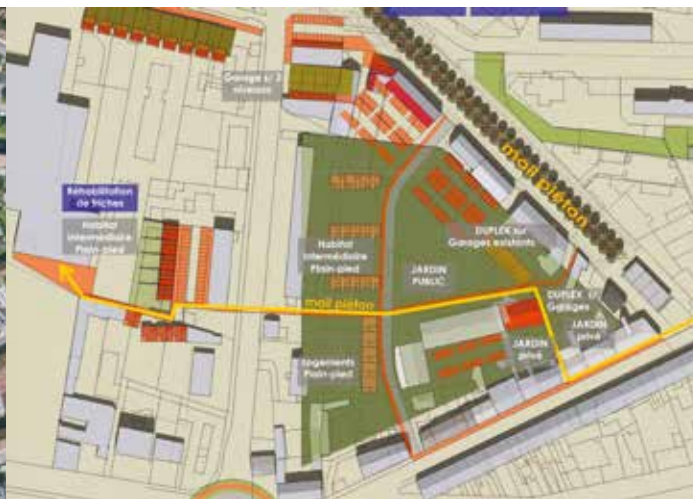 Garage s/ 3
niveaux
mail piéton
Réhabilitation
de friches
Habitat
intermédiaire
Plain-pied
Habitat
intermédiaire
Plain-pied
DUPLEX sur
Garages existants
JARDIN
PUBLIC
mail piéton
DUPLEX s/
Garages
JARDIN
privé
JARDIN
privé
Logements
Plain-pied